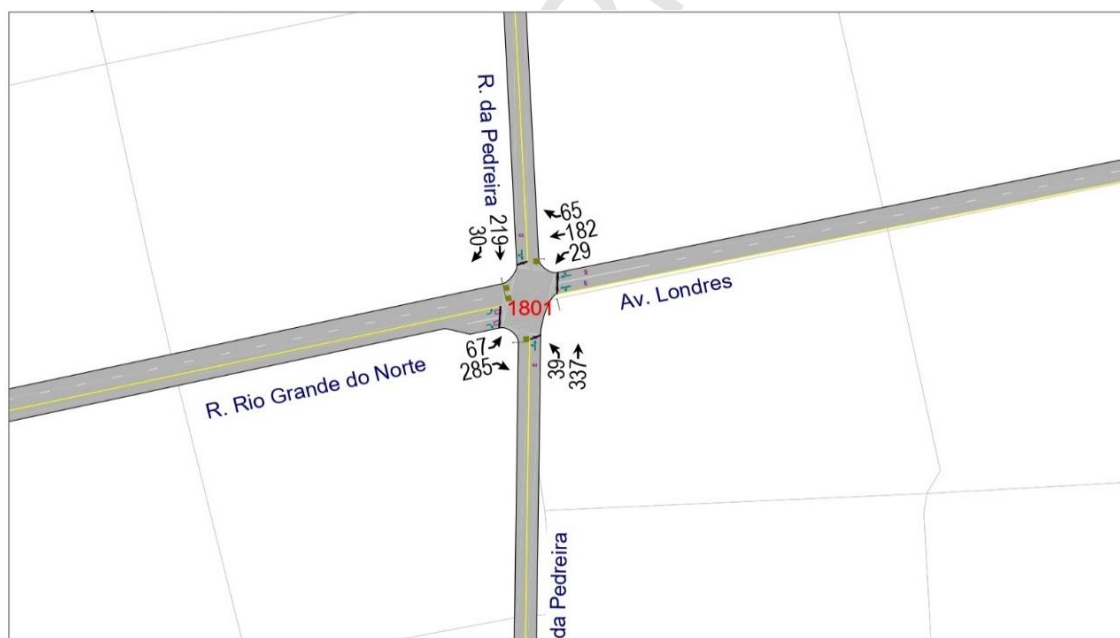 R. da Pedreira
219
30
65
182
29
1801
Av. Londres
67
285
39
337
R. Rio Grande do Norte
da Pedreira